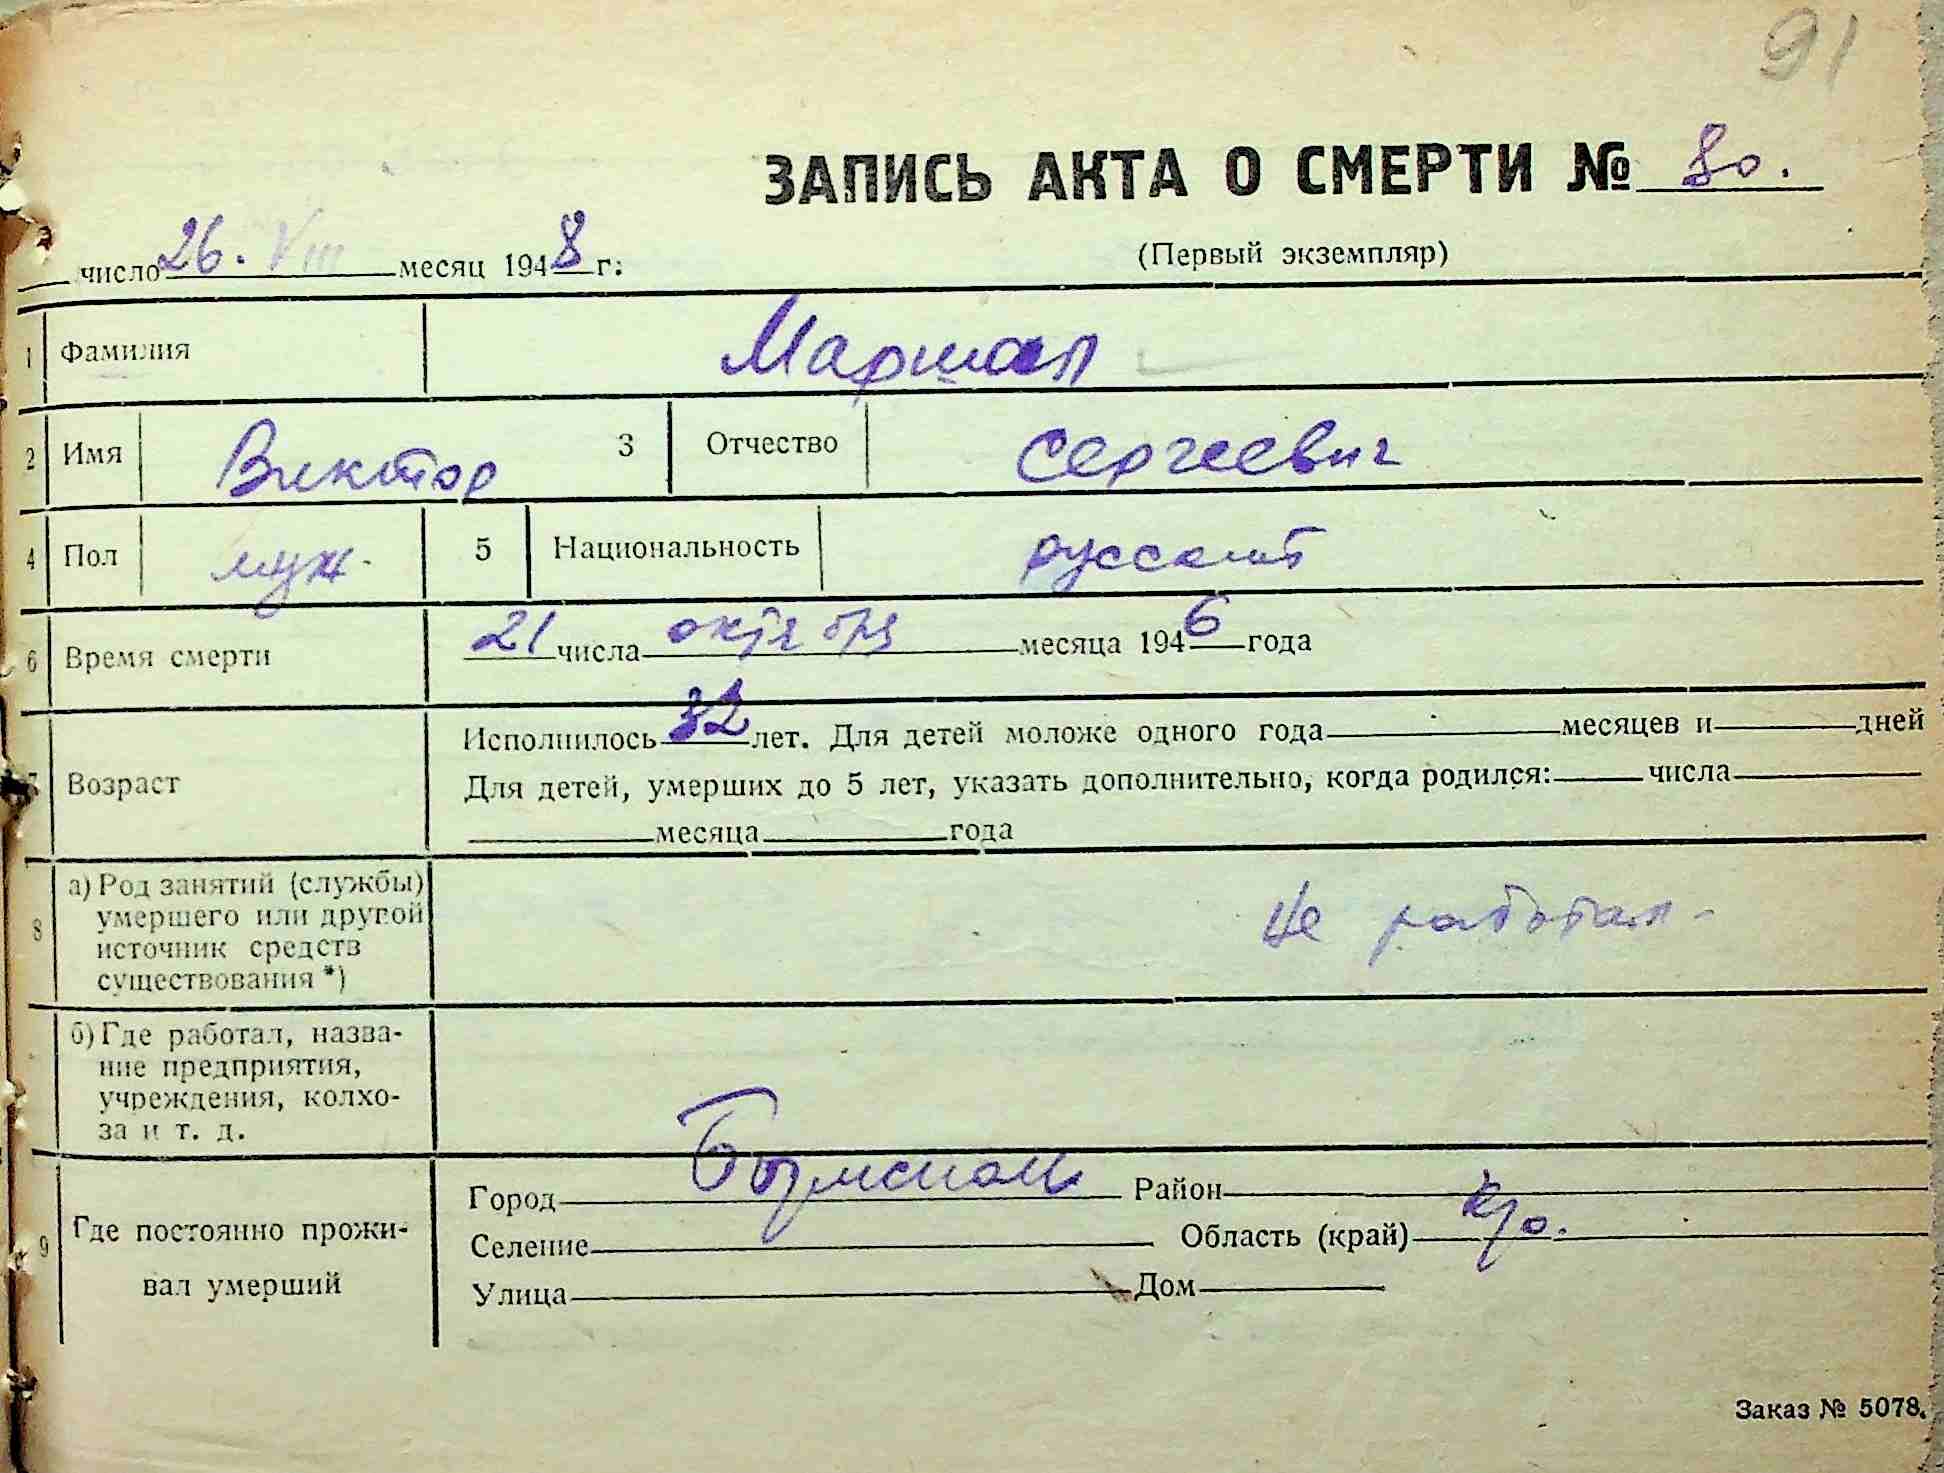 91
ЗАПИСЬ АКТА О СМЕРТИ № 80.
число 26. VIII месяц 1948 г.
(Первый экземпляр)
1 Фамилия Маршал
2 Имя Виктор 3 Отчество Сергеевич
4 Пол муж. 5 Национальность русский
6 Время смерти 21 числа октября месяца 1946 года
7 Возраст Исполнилось 32 лет. Для детей моложе одного года месяцев и дней
Для детей, умерших до 5 лет, указать дополнительно, когда родился: числа
месяца года
8 а) Род занятий (службы)
умершего или другой
источник средств
существования *)
не работал
б) Где работал, назва-
ние предприятия,
учреждения, колхо-
за и т. д.
9 Где постоянно прожи-
вал умерший
Город Район
Селение Область (край)
Улица Дом
Заказ № 5078.